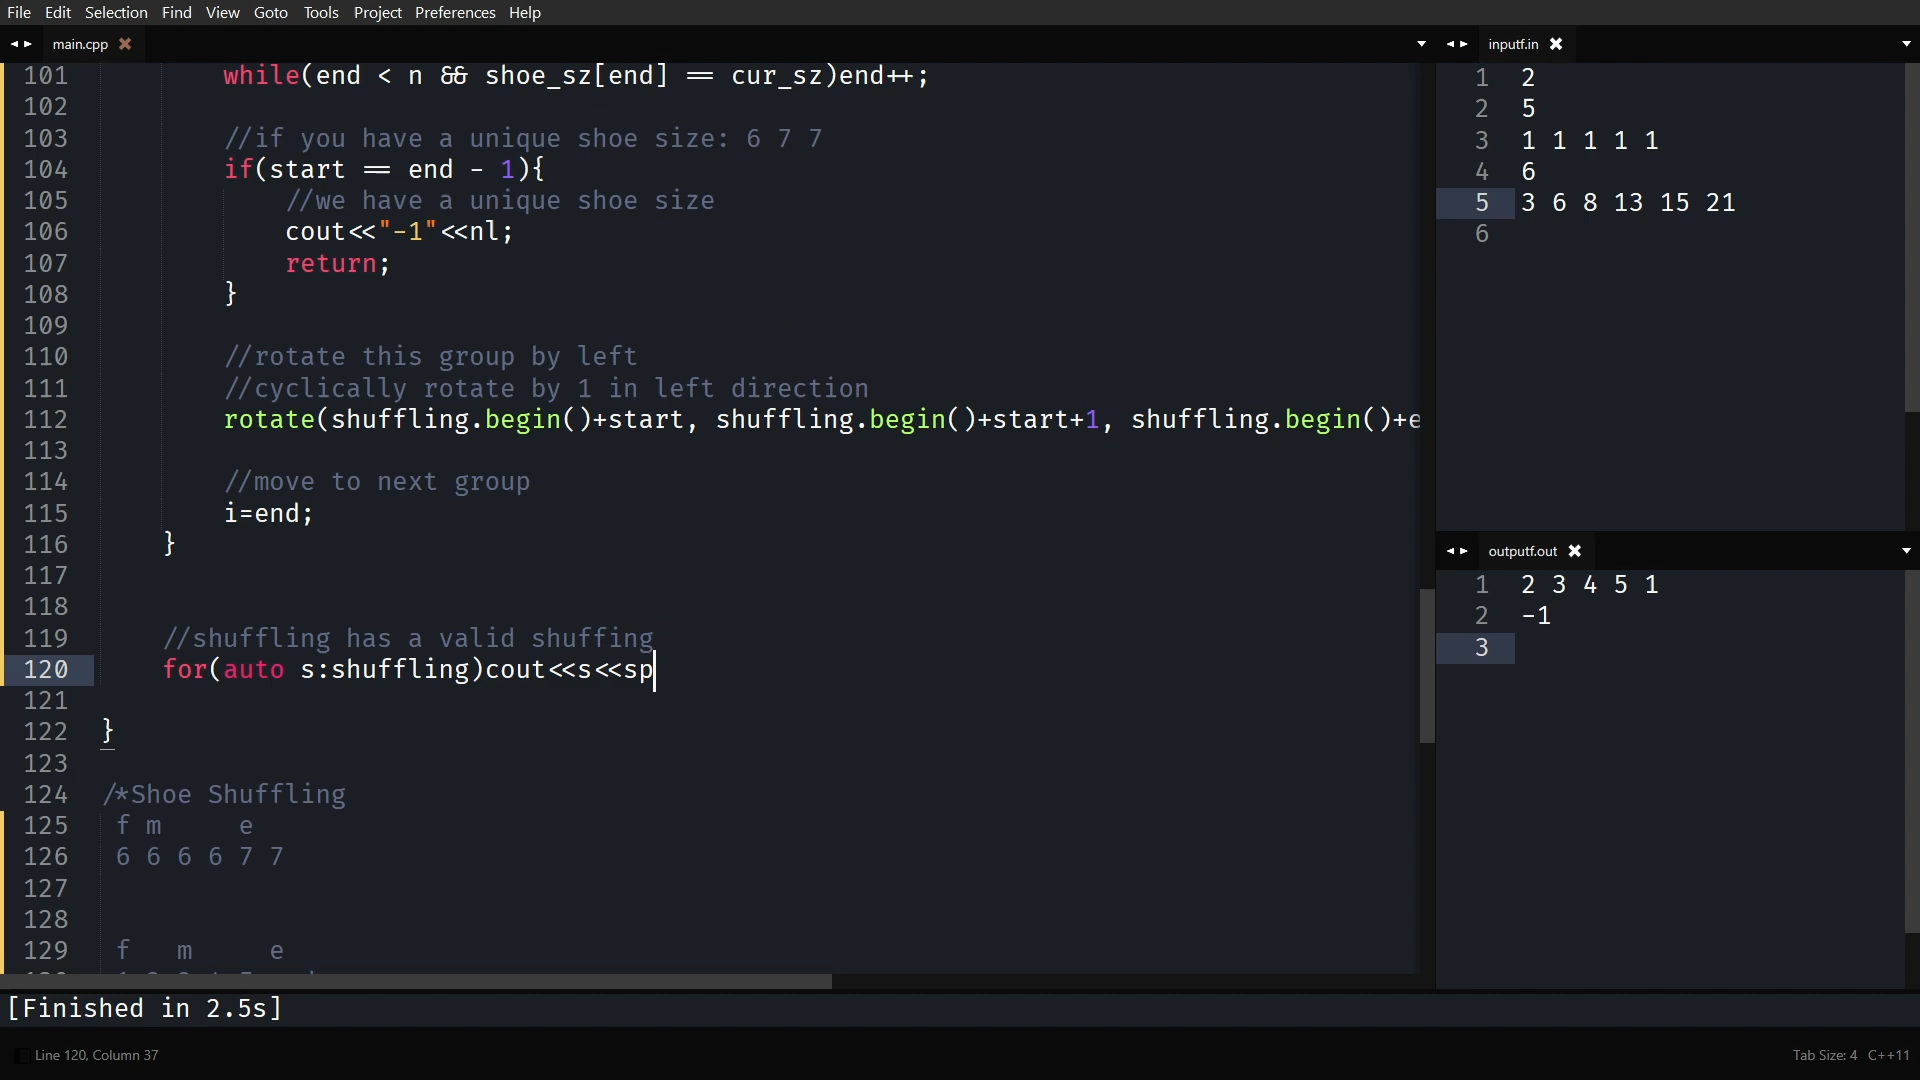 File Edit Selection Find View Goto Tools Project Preferences Help
main.cpp
101 while(end < n && shoe_sz[end] == cur_sz)end++;
102
103 //if you have a unique shoe size: 6 7 7
104 if(start == end - 1){
105 //we have a unique shoe size
106 cout<<"-1"<<nl;
107 return;
108 }
109
110 //rotate this group by left
111 //cyclically rotate by 1 in left direction
112 rotate(shuffling.begin()+start, shuffling.begin()+start+1, shuffling.begin()+e
113
114 //move to next group
115 i=end;
116 }
117
118
119 //shuffling has a valid shuffing
120 for(auto s:shuffling)cout<<s<<sp
121
122 }
123
124 /*Shoe Shuffling
125 f m e
126 6 6 6 6 7 7
127
128
129 f m e
inputf.in
1 2
2 5
3 1 1 1 1 1
4 6
5 3 6 8 13 15 21
6
outputf.out
1 2 3 4 5 1
2 -1
3
[Finished in 2.5s]
Line 120, Column 37
Tab Size: 4 C++11